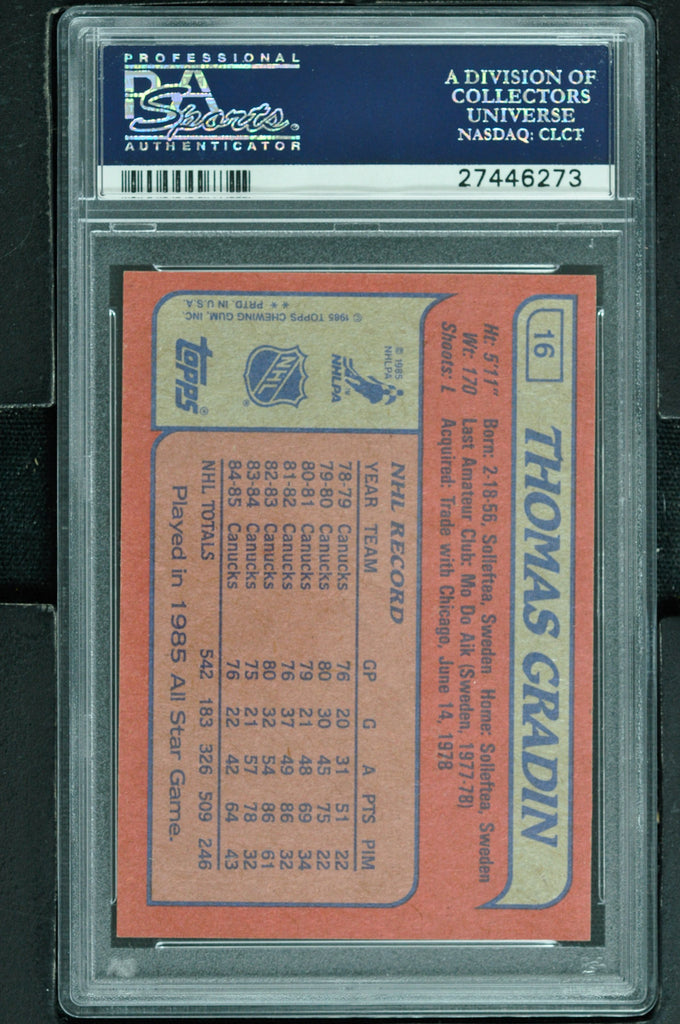 PROFESSIONAL
PSA
Sports®
AUTHENTICATOR
A DIVISION OF
COLLECTORS
UNIVERSE
NASDAQ: CLCT
27446273
16
THOMAS GRADIN
Ht: 5'11" Born: 2-18-56, Solleftea, Sweden Home: Solleftea, Sweden
Wt: 170 Last Amateur Club: Mo Do Aik (Sweden, 1977-78)
Shoots: L Acquired: Trade with Chicago, June 14, 1978
© 1985
NHLPA
NHLPA
NHL
topps®
© 1985 TOPPS CHEWING GUM, INC.
** PRTD. IN U.S.A.
NHL RECORD
YEAR TEAM GP G A PTS PIM
78-79 Canucks 76 20 31 51 22
79-80 Canucks 80 30 45 75 22
80-81 Canucks 79 21 48 69 34
81-82 Canucks 76 37 49 86 32
82-83 Canucks 80 32 54 86 61
83-84 Canucks 75 21 57 78 32
84-85 Canucks 76 22 42 64 43
NHL TOTALS 542 183 326 509 246
Played in 1985 All Star Game.